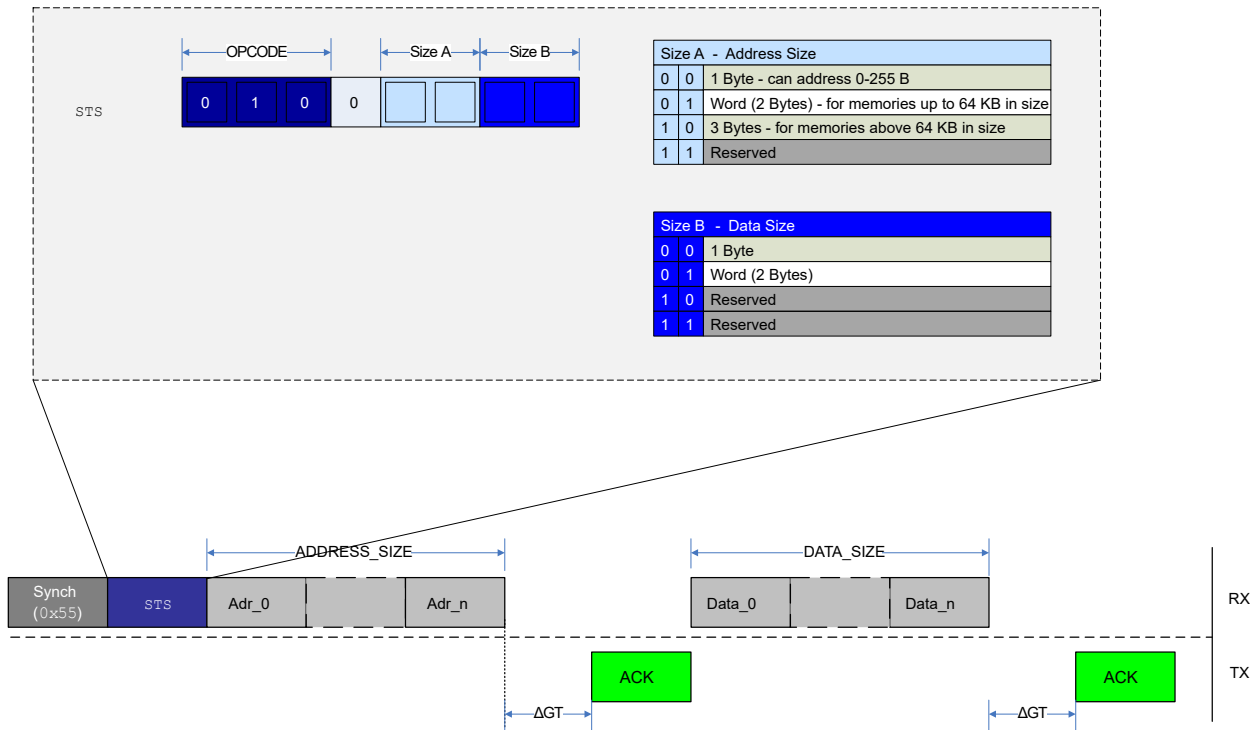 OPCODE Size A Size B
STS
0 1 0 0
Size A - Address Size
0 0 1 Byte - can address 0-255 B
0 1 Word (2 Bytes) - for memories up to 64 KB in size
1 0 3 Bytes - for memories above 64 KB in size
1 1 Reserved
Size B - Data Size
0 0 1 Byte
0 1 Word (2 Bytes)
1 0 Reserved
1 1 Reserved
ADDRESS_SIZE DATA_SIZE
Synch
(0x55)
STS Adr_0 Adr_n Data_0 Data_n RX
ACK ACK TX
ΔGT ΔGT